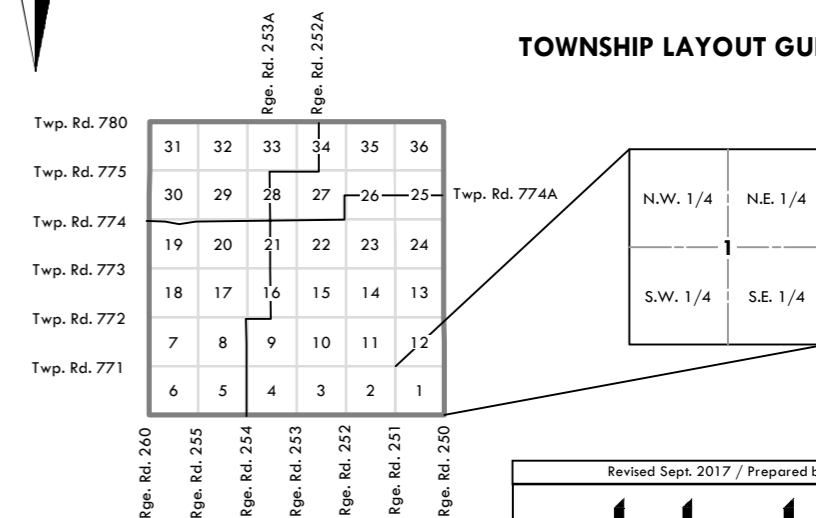 TOWNSHIP LAYOUT
Rge. Rd. 253A
Rge. Rd. 252A
Twp. Rd. 780
31 32 33 34 35 36
Twp. Rd. 775
30 29 28 27 26 25 Twp. Rd. 774A
Twp. Rd. 774
19 20 21 22 23 24
Twp. Rd. 773
18 17 16 15 14 13
Twp. Rd. 772
7 8 9 10 11 12
Twp. Rd. 771
6 5 4 3 2 1
Rge. Rd. 260
Rge. Rd. 255
Rge. Rd. 254
Rge. Rd. 253
Rge. Rd. 252
Rge. Rd. 251
Rge. Rd. 250
N.W. 1/4 N.E. 1/4
1
S.W. 1/4 S.E. 1/4
Revised Sept. 2017 / Prepared b